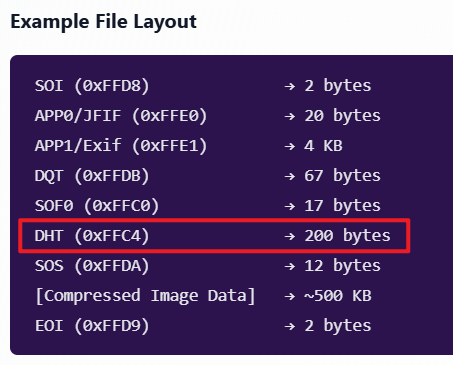 Example File Layout
SOI (0xFFD8) → 2 bytes
APP0/JFIF (0xFFE0) → 20 bytes
APP1/Exif (0xFFE1) → 4 KB
DQT (0xFFDB) → 67 bytes
SOF0 (0xFFC0) → 17 bytes
DHT (0xFFC4) → 200 bytes
SOS (0xFFDA) → 12 bytes
[Compressed Image Data] → ~500 KB
EOI (0xFFD9) → 2 bytes